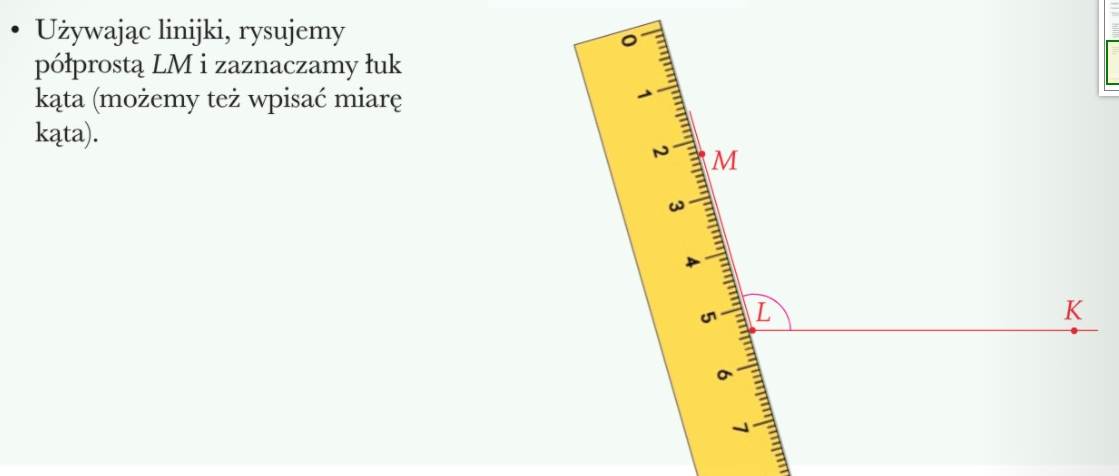 • Używając linijki, rysujemy
półprostą LM i zaznaczamy łuk
kąta (możemy też wpisać miarę
kąta).
0
1
2
3
4
5
6
7
M
L
K